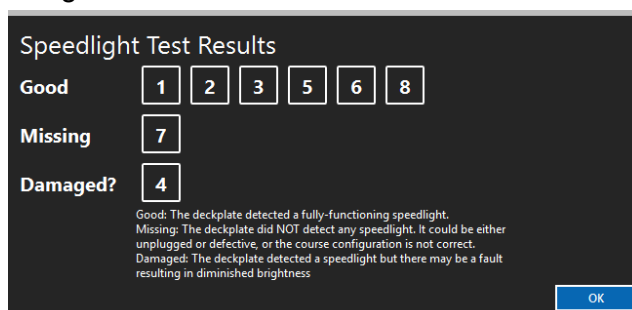 Speedlight Test Results
Good 1 2 3 5 6 8
Missing 7
Damaged? 4
Good: The deckplate detected a fully-functioning speedlight.
Missing: The deckplate did NOT detect any speedlight. It could be either
unplugged or defective, or the course configuration is not correct.
Damaged: The deckplate detected a speedlight but there may be a fault
resulting in diminished brightness
OK